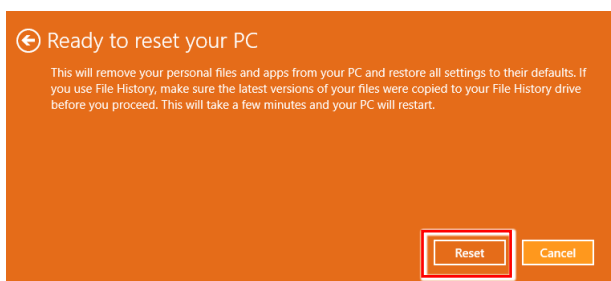 Ready to reset your PC
This will remove your personal files and apps from your PC and restore all settings to their defaults. If
you use File History, make sure the latest versions of your files were copied to your File History drive
before you proceed. This will take a few minutes and your PC will restart.
Reset
Cancel